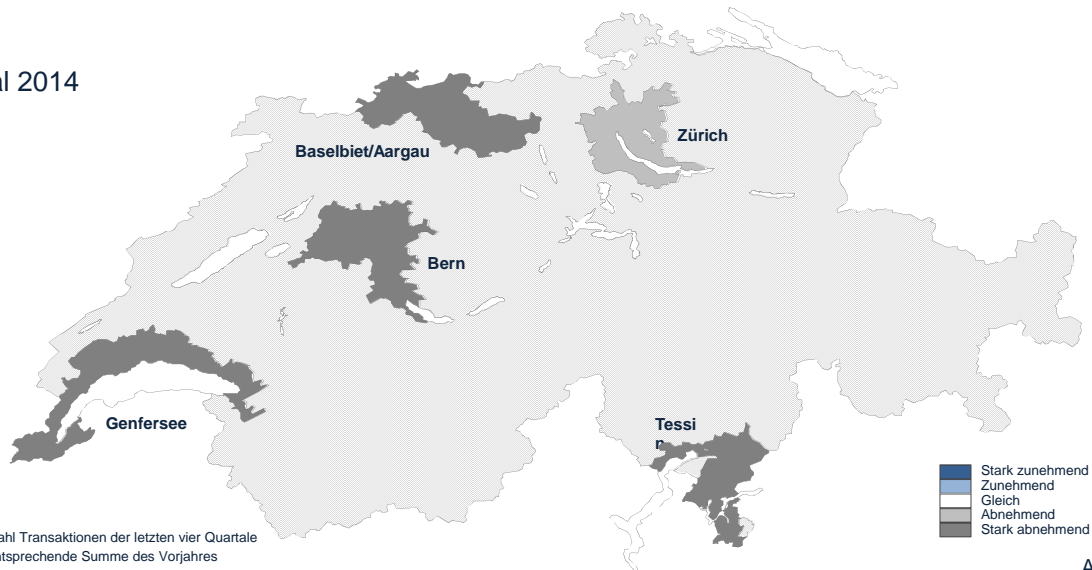 al 2014
Zürich
Baselbiet/Aargau
Bern
Genfersee
Tessi
n
Stark zunehmend
Zunehmend
Gleich
Abnehmend
Stark abnehmend
ahl Transaktionen der letzten vier Quartale
ntsprechende Summe des Vorjahres
A